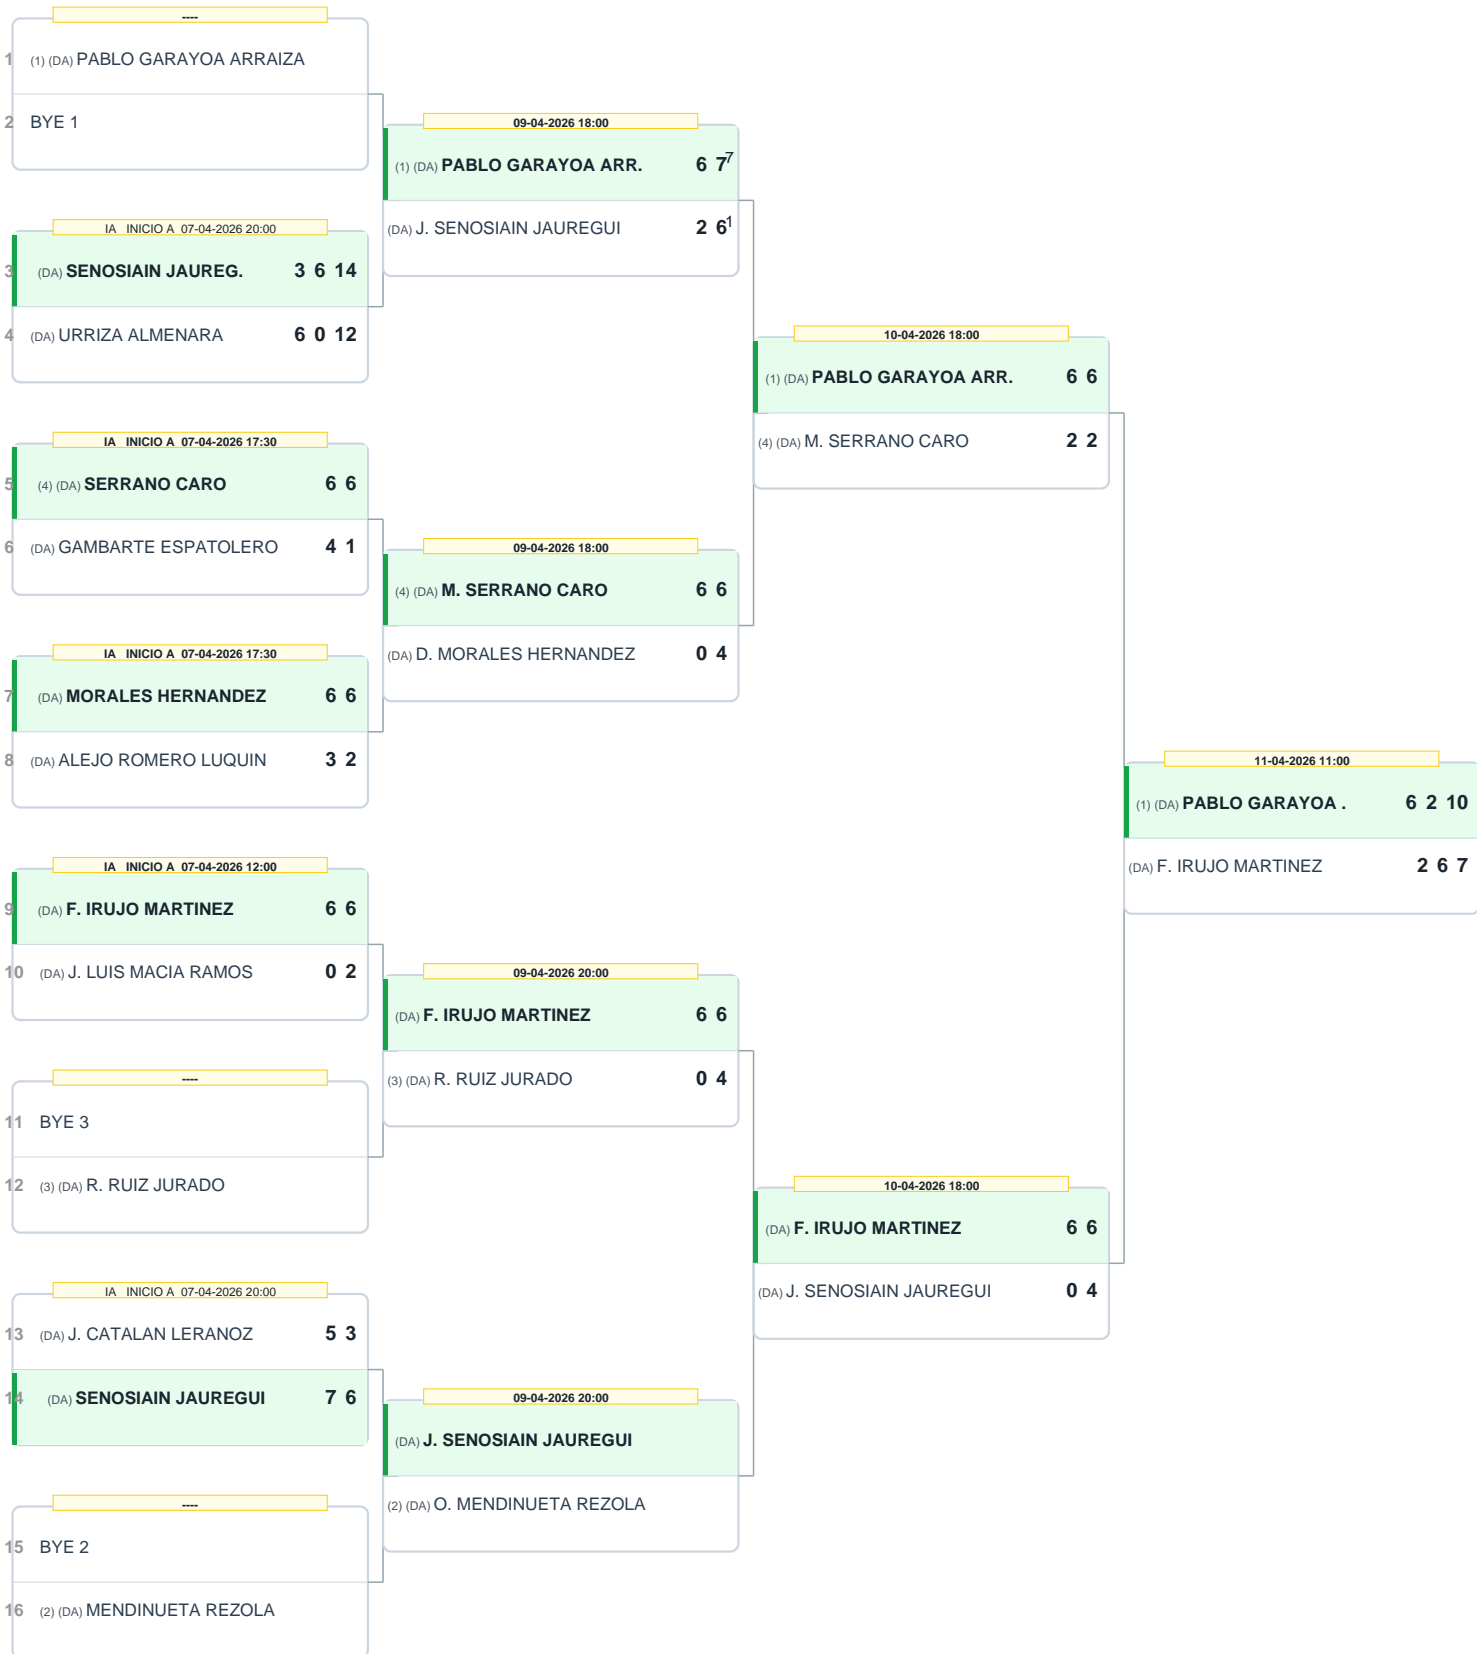 ----
1 (1) (DA) PABLO GARAYOA ARRAIZA
2 BYE 1
IA INICIO A 07-04-2026 20:00
3 (DA) SENOSIAIN JAUREG. 3 6 14
4 (DA) URRIZA ALMENARA 6 0 12
IA INICIO A 07-04-2026 17:30
5 (4) (DA) SERRANO CARO 6 6
6 (DA) GAMBARTE ESPATOLERO 4 1
IA INICIO A 07-04-2026 17:30
7 (DA) MORALES HERNANDEZ 6 6
8 (DA) ALEJO ROMERO LUQUIN 3 2
IA INICIO A 07-04-2026 12:00
9 (DA) F. IRUJO MARTINEZ 6 6
10 (DA) J. LUIS MACIA RAMOS 0 2
----
11 BYE 3
12 (3) (DA) R. RUIZ JURADO
IA INICIO A 07-04-2026 20:00
13 (DA) J. CATALAN LERANOZ 5 3
14 (DA) SENOSIAIN JAUREGUI 7 6
----
15 BYE 2
16 (2) (DA) MENDINUETA REZOLA
09-04-2026 18:00
(1) (DA) PABLO GARAYOA ARR. 6 7 7
(DA) J. SENOSIAIN JAUREGUI 2 6 1
09-04-2026 18:00
(4) (DA) M. SERRANO CARO 6 6
(DA) D. MORALES HERNANDEZ 0 4
09-04-2026 20:00
(DA) F. IRUJO MARTINEZ 6 6
(3) (DA) R. RUIZ JURADO 0 4
09-04-2026 20:00
(DA) J. SENOSIAIN JAUREGUI
(2) (DA) O. MENDINUETA REZOLA
10-04-2026 18:00
(1) (DA) PABLO GARAYOA ARR. 6 6
(4) (DA) M. SERRANO CARO 2 2
10-04-2026 18:00
(DA) F. IRUJO MARTINEZ 6 6
(DA) J. SENOSIAIN JAUREGUI 0 4
11-04-2026 11:00
(1) (DA) PABLO GARAYOA . 6 2 10
(DA) F. IRUJO MARTINEZ 2 6 7